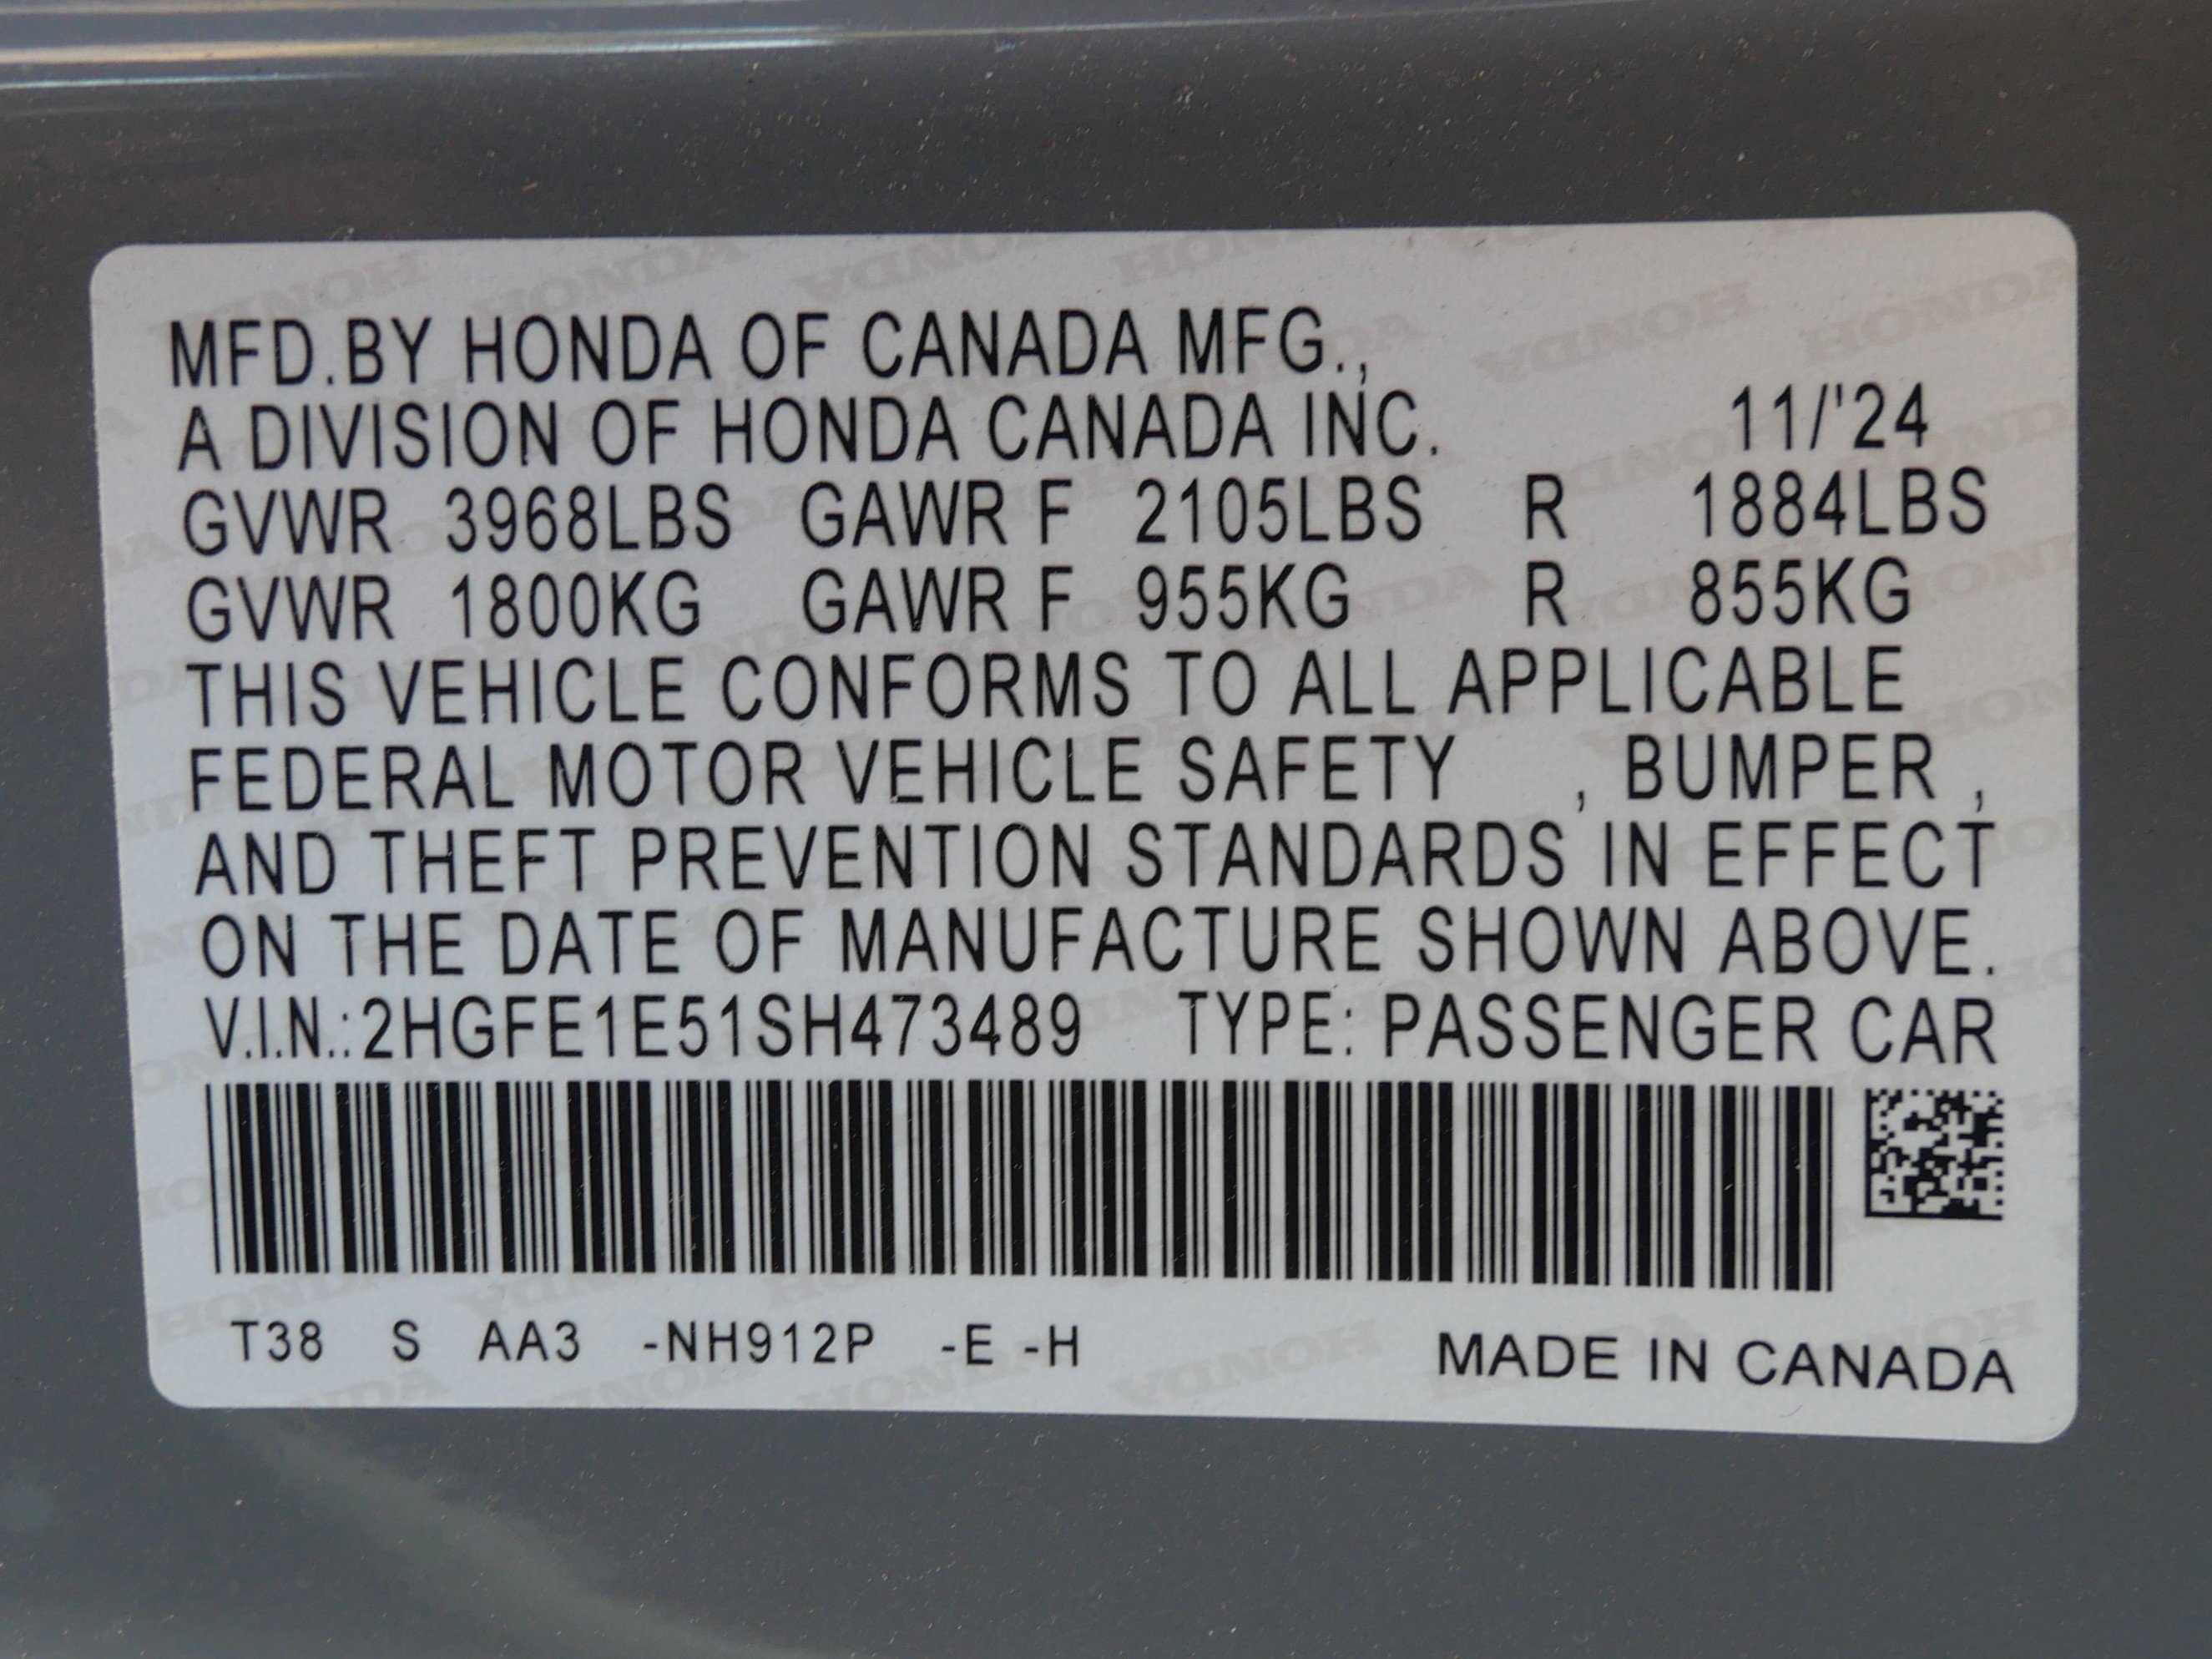 MFD.BY HONDA OF CANADA MFG.,
A DIVISION OF HONDA CANADA INC. 11/'24
GVWR 3968LBS GAWR F 2105LBS R 1884LBS
GVWR 1800KG GAWR F 955KG R 855KG
THIS VEHICLE CONFORMS TO ALL APPLICABLE
FEDERAL MOTOR VEHICLE SAFETY , BUMPER ,
AND THEFT PREVENTION STANDARDS IN EFFECT
ON THE DATE OF MANUFACTURE SHOWN ABOVE.
V.I.N.:2HGFE1E51SH473489 TYPE: PASSENGER CAR
T38 S AA3 -NH912P -E -H MADE IN CANADA